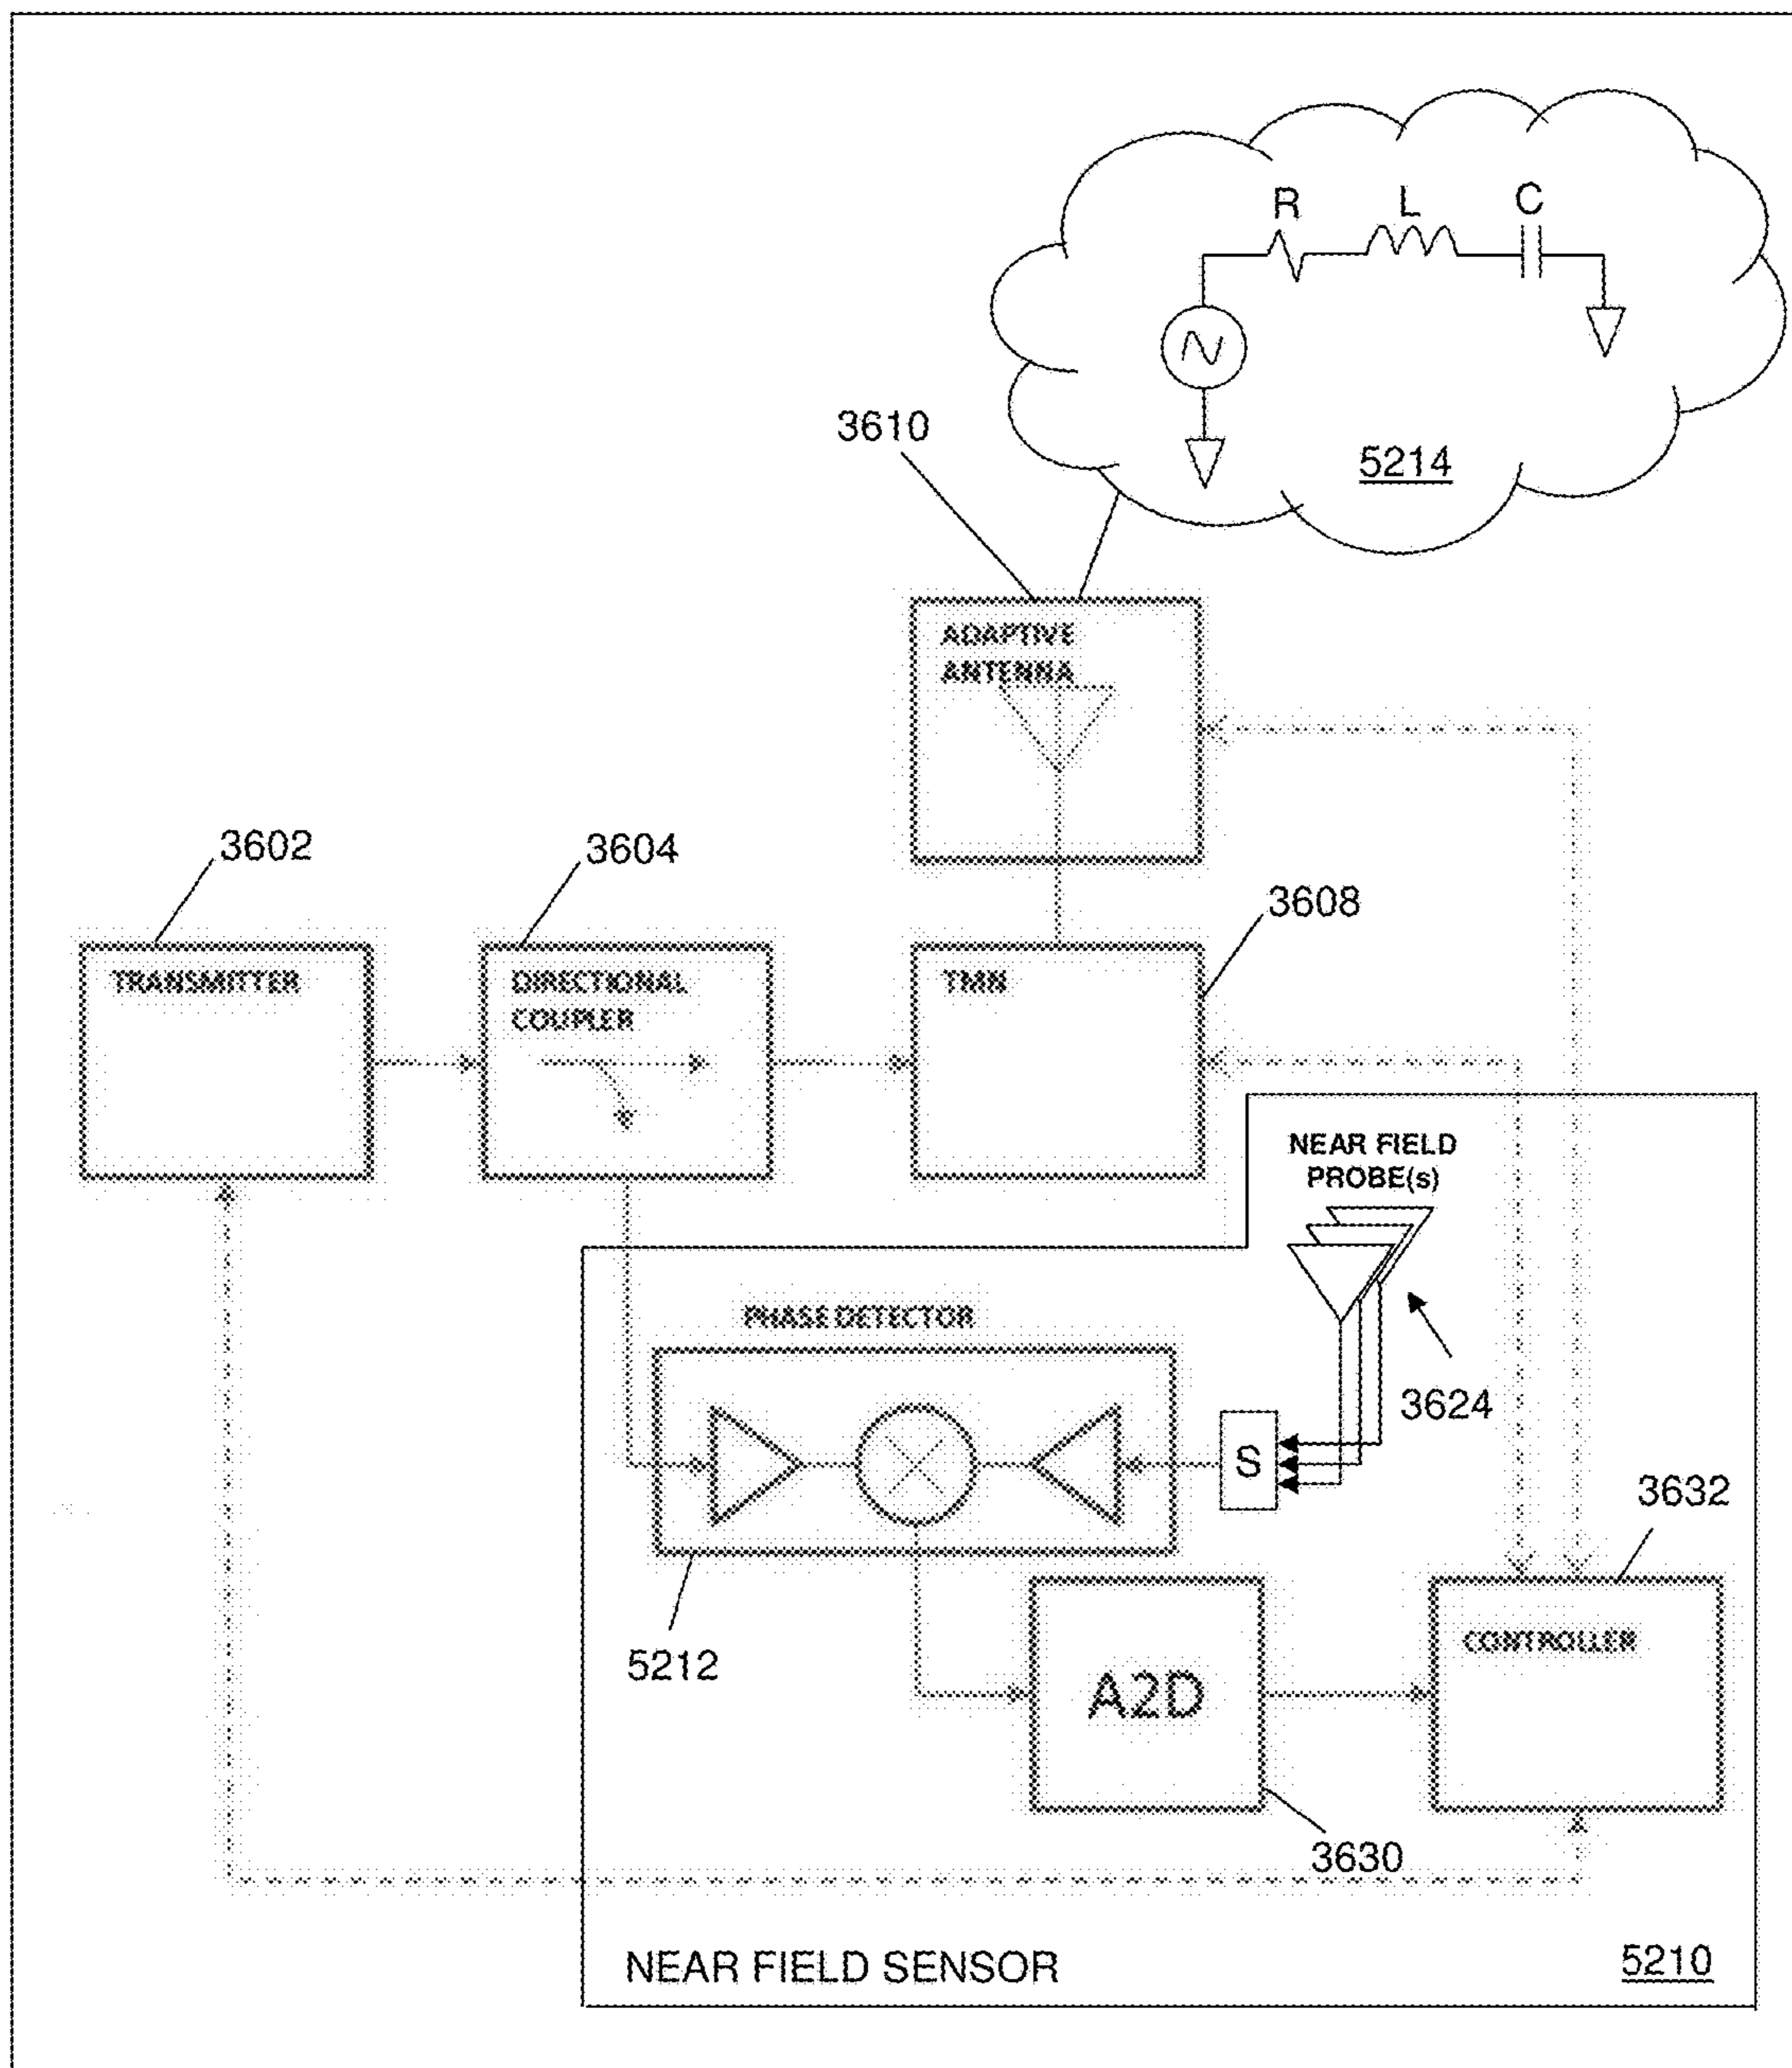 R
L
C
3610
5214
ADAPTIVE
ANTENNA
3602
3604
3608
TRANSMITTER
DIRECTIONAL
COUPLER
TMN
NEAR FIELD
PROBE(s)
PHASE DETECTOR
3624
S
3632
5212
A2D
CONTROLLER
3630
NEAR FIELD SENSOR
5210